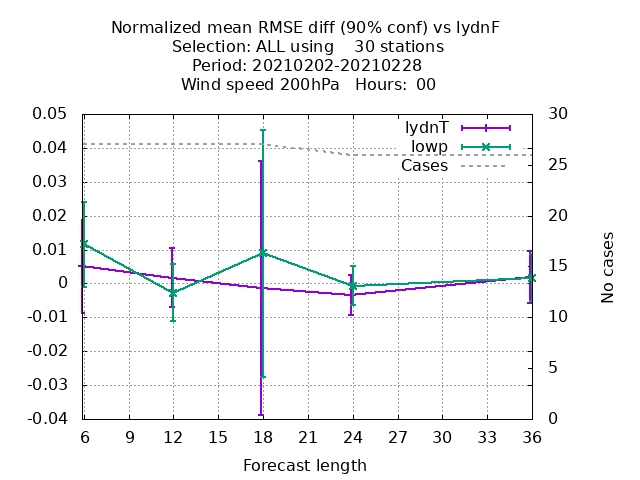 Normalized mean RMSE diff (90% conf) vs lydnF
Selection: ALL using 30 stations
Period: 20210202-20210228
Wind speed 200hPa Hours: 00
0.05
0.04
0.03
0.02
0.01
0
-0.01
-0.02
-0.03
-0.04
lydnT
lowp
Cases
30
25
20
15
10
5
0
No cases
6 9 12 15 18 21 24 27 30 33 36
Forecast length